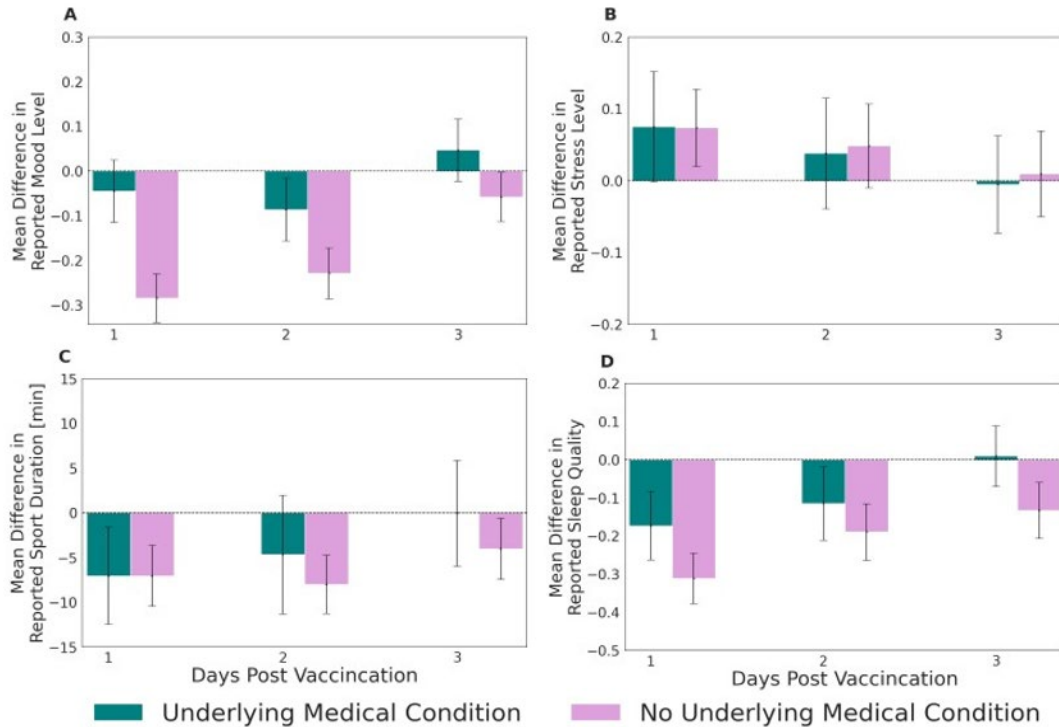 A
Mean Difference in
Reported Mood Level
0.3
0.2
0.1
0.0
−0.1
−0.2
−0.3
1
2
3
B
Mean Difference in
Reported Stress Level
0.2
0.1
0.0
−0.1
−0.2
1
2
3
C
Mean Difference in
Reported Sport Duration [min]
15
10
5
0
−5
−10
−15
1
2
3
Days Post Vaccincation
D
Mean Difference in
Reported Sleep Quality
0.2
0.1
0.0
−0.1
−0.2
−0.3
−0.4
−0.5
1
2
3
Days Post Vaccincation
Underlying Medical Condition
No Underlying Medical Condition